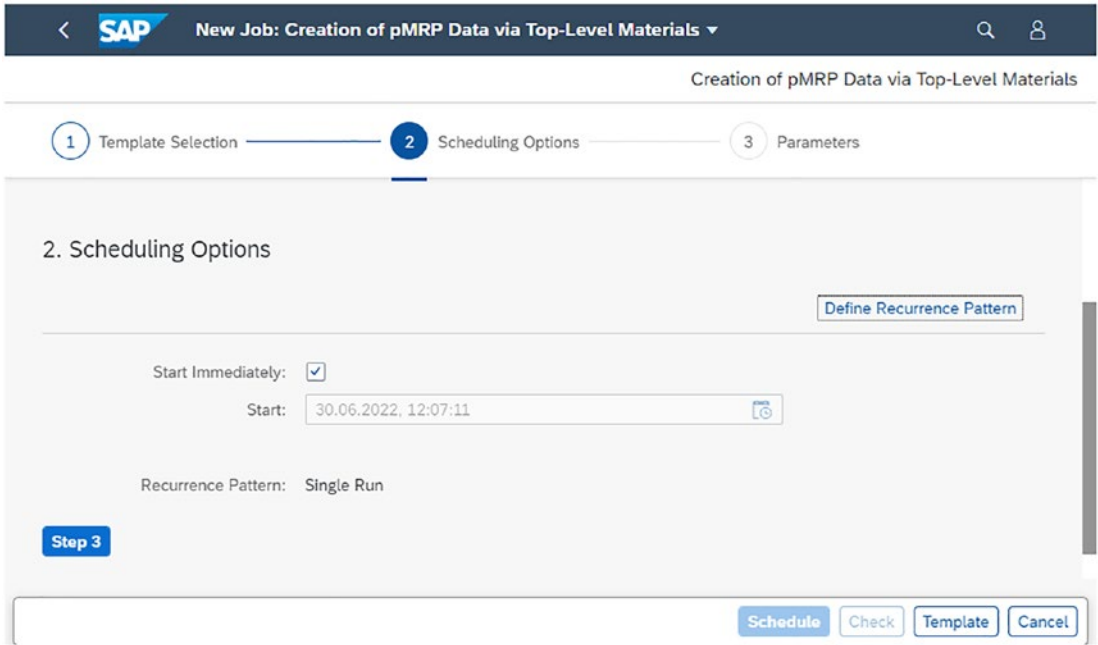 SAP New Job: Creation of pMRP Data via Top-Level Materials
Creation of pMRP Data via Top-Level Materials
1 Template Selection 2 Scheduling Options 3 Parameters
2. Scheduling Options
Define Recurrence Pattern
Start Immediately:
Start: 30.06.2022, 12:07:11
Recurrence Pattern: Single Run
Step 3
Schedule Check Template Cancel